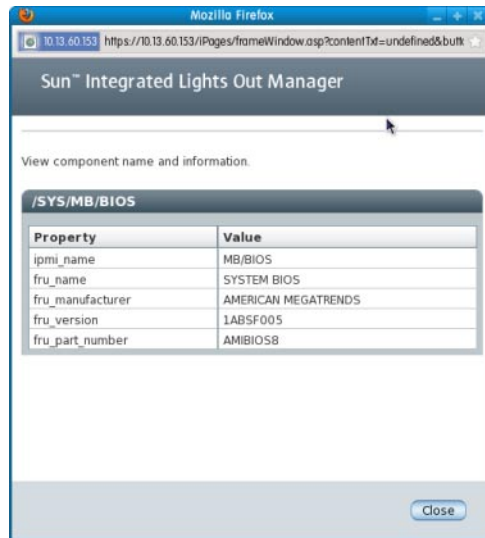 Mozilla Firefox
10.13.60.153 https://10.13.60.153/iPages/frameWindow.asp?contentTxt=undefined&butt
Sun™ Integrated Lights Out Manager
View component name and information.
/SYS/MB/BIOS
Property Value
ipmi_name MB/BIOS
fru_name SYSTEM BIOS
fru_manufacturer AMERICAN MEGATRENDS
fru_version 1ABSF005
fru_part_number AMIBIOS8
Close